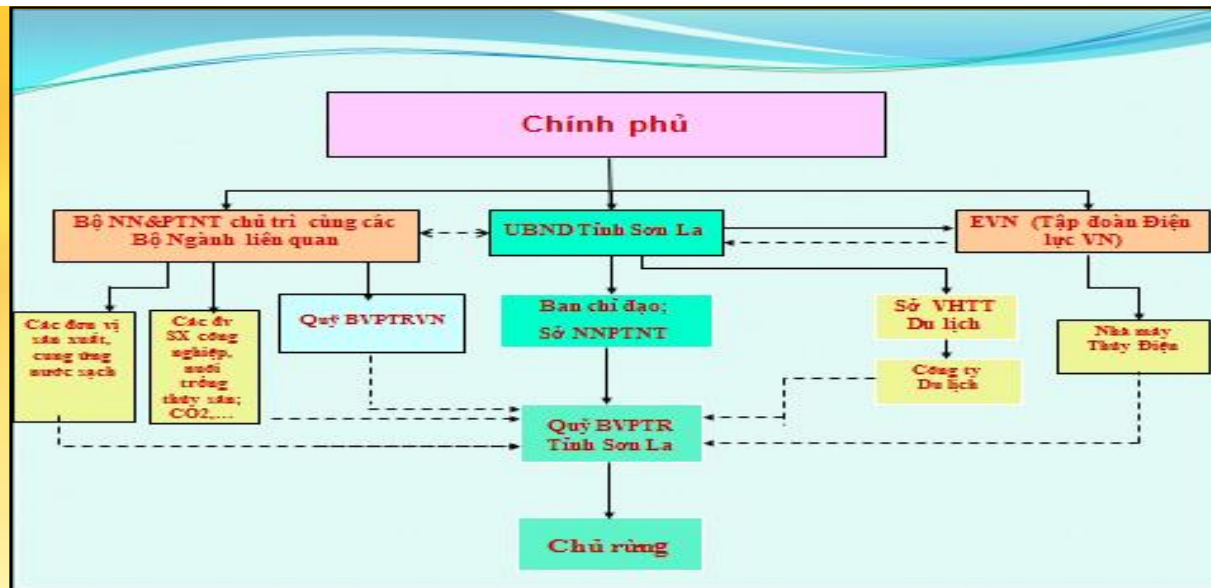 Chính phủ
Bộ NN&PTNT chủ trì cùng các
Bộ Ngành liên quan
UBND Tỉnh Sơn La
EVN (Tập đoàn Điện
lực VN)
Các đơn vị
sản xuất,
cung ứng
nước sạch
Các đv
SX công
nghiệp,
nuôi
trồng
thủy sản;
CO2,...
Quỹ BVPTRVN
Ban chỉ đạo;
Sở NNPTNT
Sở VHTT
Du lịch
Nhà máy
Thủy Điện
Công ty
Du lịch
Quỹ BVPTR
Tỉnh Sơn La
Chủ rừng